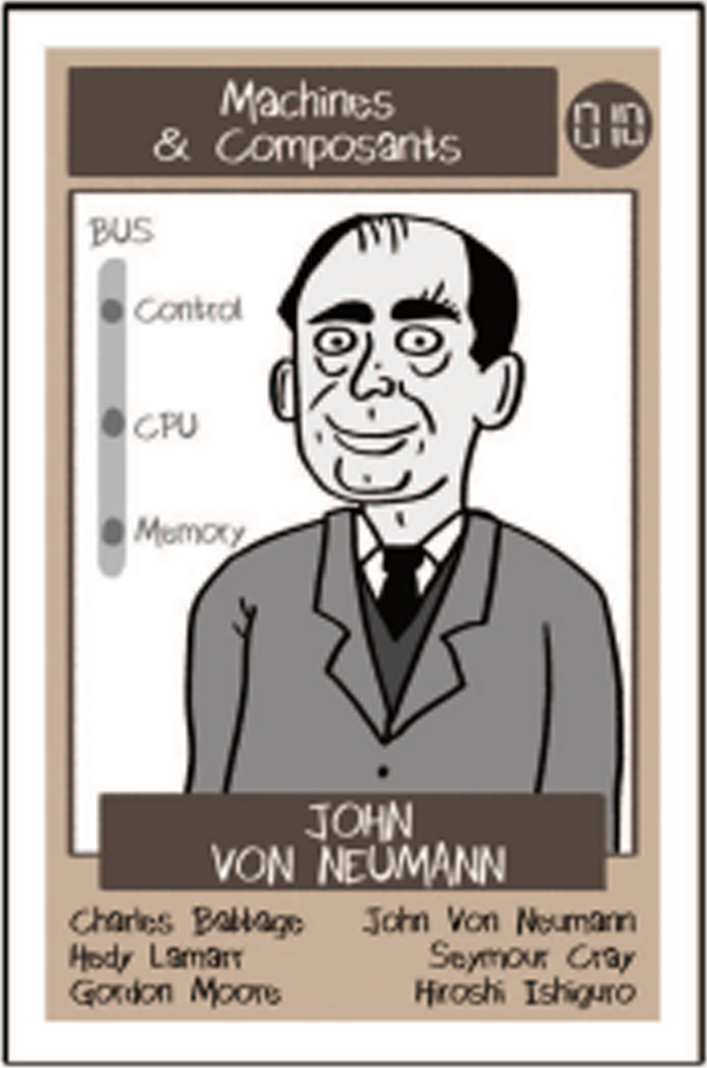 Machines
& Composants
010
BUS
Control
CPU
Memory
JOHN
VON NEUMANN
Charles Babbage
John Von Neumann
Hedy Lamarr
Seymour Cray
Gordon Moore
Hiroshi Ishiguro